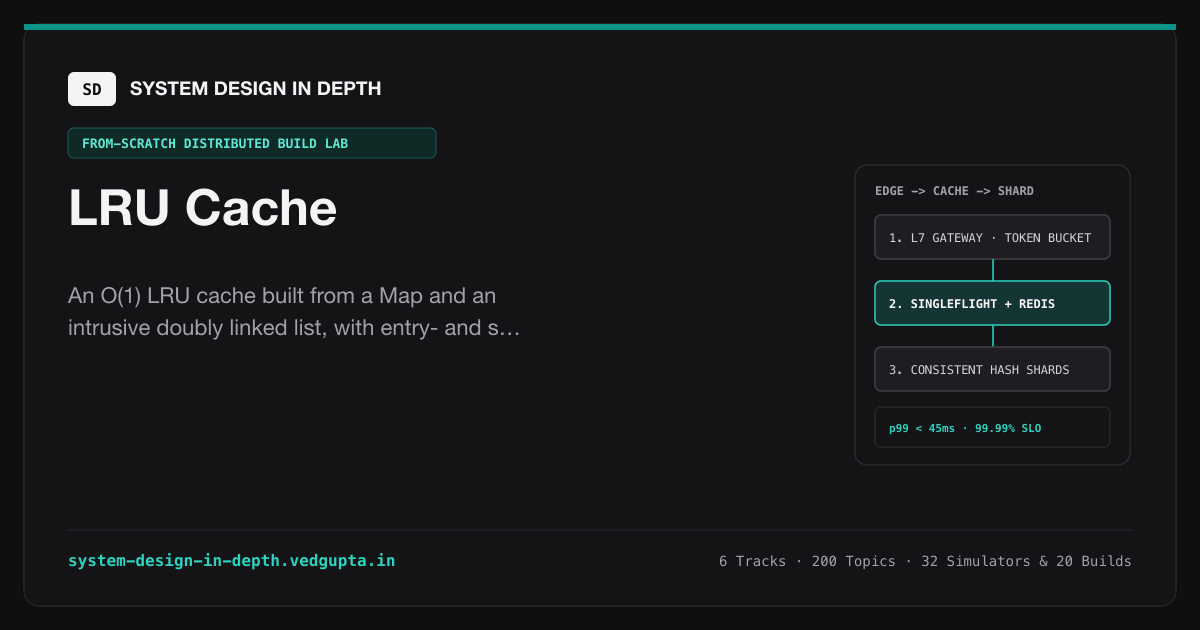 SD SYSTEM DESIGN IN DEPTH
FROM–SCRATCH DISTRIBUTED BUILD LAB
LRU Cache
An O(1) LRU cache built from a Map and an
intrusive doubly linked list, with entry- and s…
EDGE –> CACHE –> SHARD
1. L7 GATEWAY · TOKEN BUCKET
2. SINGLEFLIGHT + REDIS
3. CONSISTENT HASH SHARDS
p99 < 45ms · 99.99% SLO
system–design–in–depth.vedgupta.in
6 Tracks · 200 Topics · 32 Simulators & 20 Builds